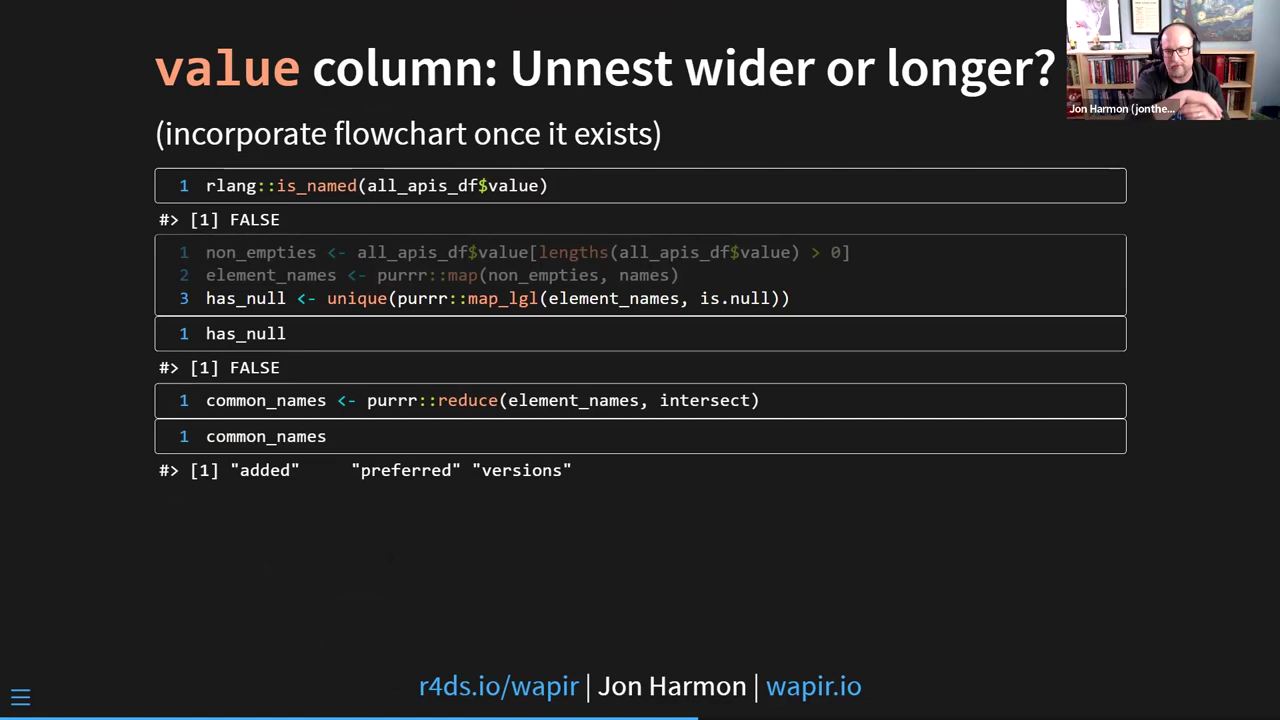 value column: Unnest wider or longer?
Jon Harmon (jonthe...
(incorporate flowchart once it exists)
1 rlang::is_named(all_apis_df$value)
#> [1] FALSE
1 non_empties <- all_apis_df$value[lengths(all_apis_df$value) > 0]
2 element_names <- purrr::map(non_empties, names)
3 has_null <- unique(purrr::map_lgl(element_names, is.null))
1 has_null
#> [1] FALSE
1 common_names <- purrr::reduce(element_names, intersect)
1 common_names
#> [1] "added"     "preferred" "versions"
r4ds.io/wapir | Jon Harmon | wapir.io